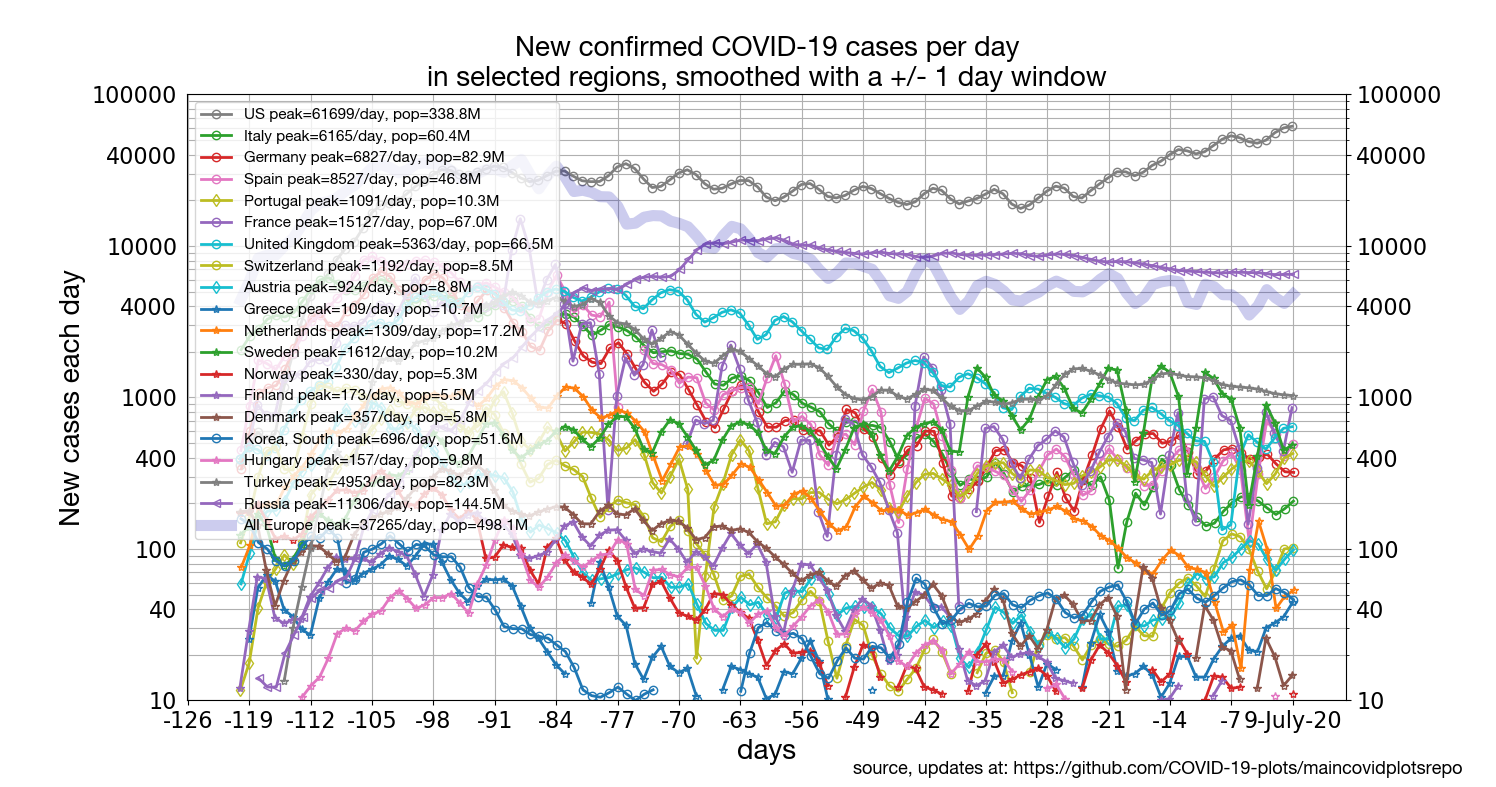 New confirmed COVID-19 cases per day
in selected regions, smoothed with a +/- 1 day window
100000
40000
10000
4000
1000
400
100
40
10
New cases each day
US peak=61699/day, pop=338.8M
Italy peak=6165/day, pop=60.4M
Germany peak=6827/day, pop=82.9M
Spain peak=8527/day, pop=46.8M
Portugal peak=1091/day, pop=10.3M
France peak=15127/day, pop=67.0M
United Kingdom peak=5363/day, pop=66.5M
Switzerland peak=1192/day, pop=8.5M
Austria peak=924/day, pop=8.8M
Greece peak=109/day, pop=10.7M
Netherlands peak=1309/day, pop=17.2M
Sweden peak=1612/day, pop=10.2M
Norway peak=330/day, pop=5.3M
Finland peak=173/day, pop=5.5M
Denmark peak=357/day, pop=5.8M
Korea, South peak=696/day, pop=51.6M
Hungary peak=157/day, pop=9.8M
Turkey peak=4953/day, pop=82.3M
Russia peak=11306/day, pop=144.5M
All Europe peak=37265/day, pop=498.1M
100000
40000
10000
4000
1000
400
100
40
10
-126 -119 -112 -105 -98 -91 -84 -77 -70 -63 -56 -49 -42 -35 -28 -21 -14 -7 9-July-20
days
source, updates at: https://github.com/COVID-19-plots/maincovidplotsrepo